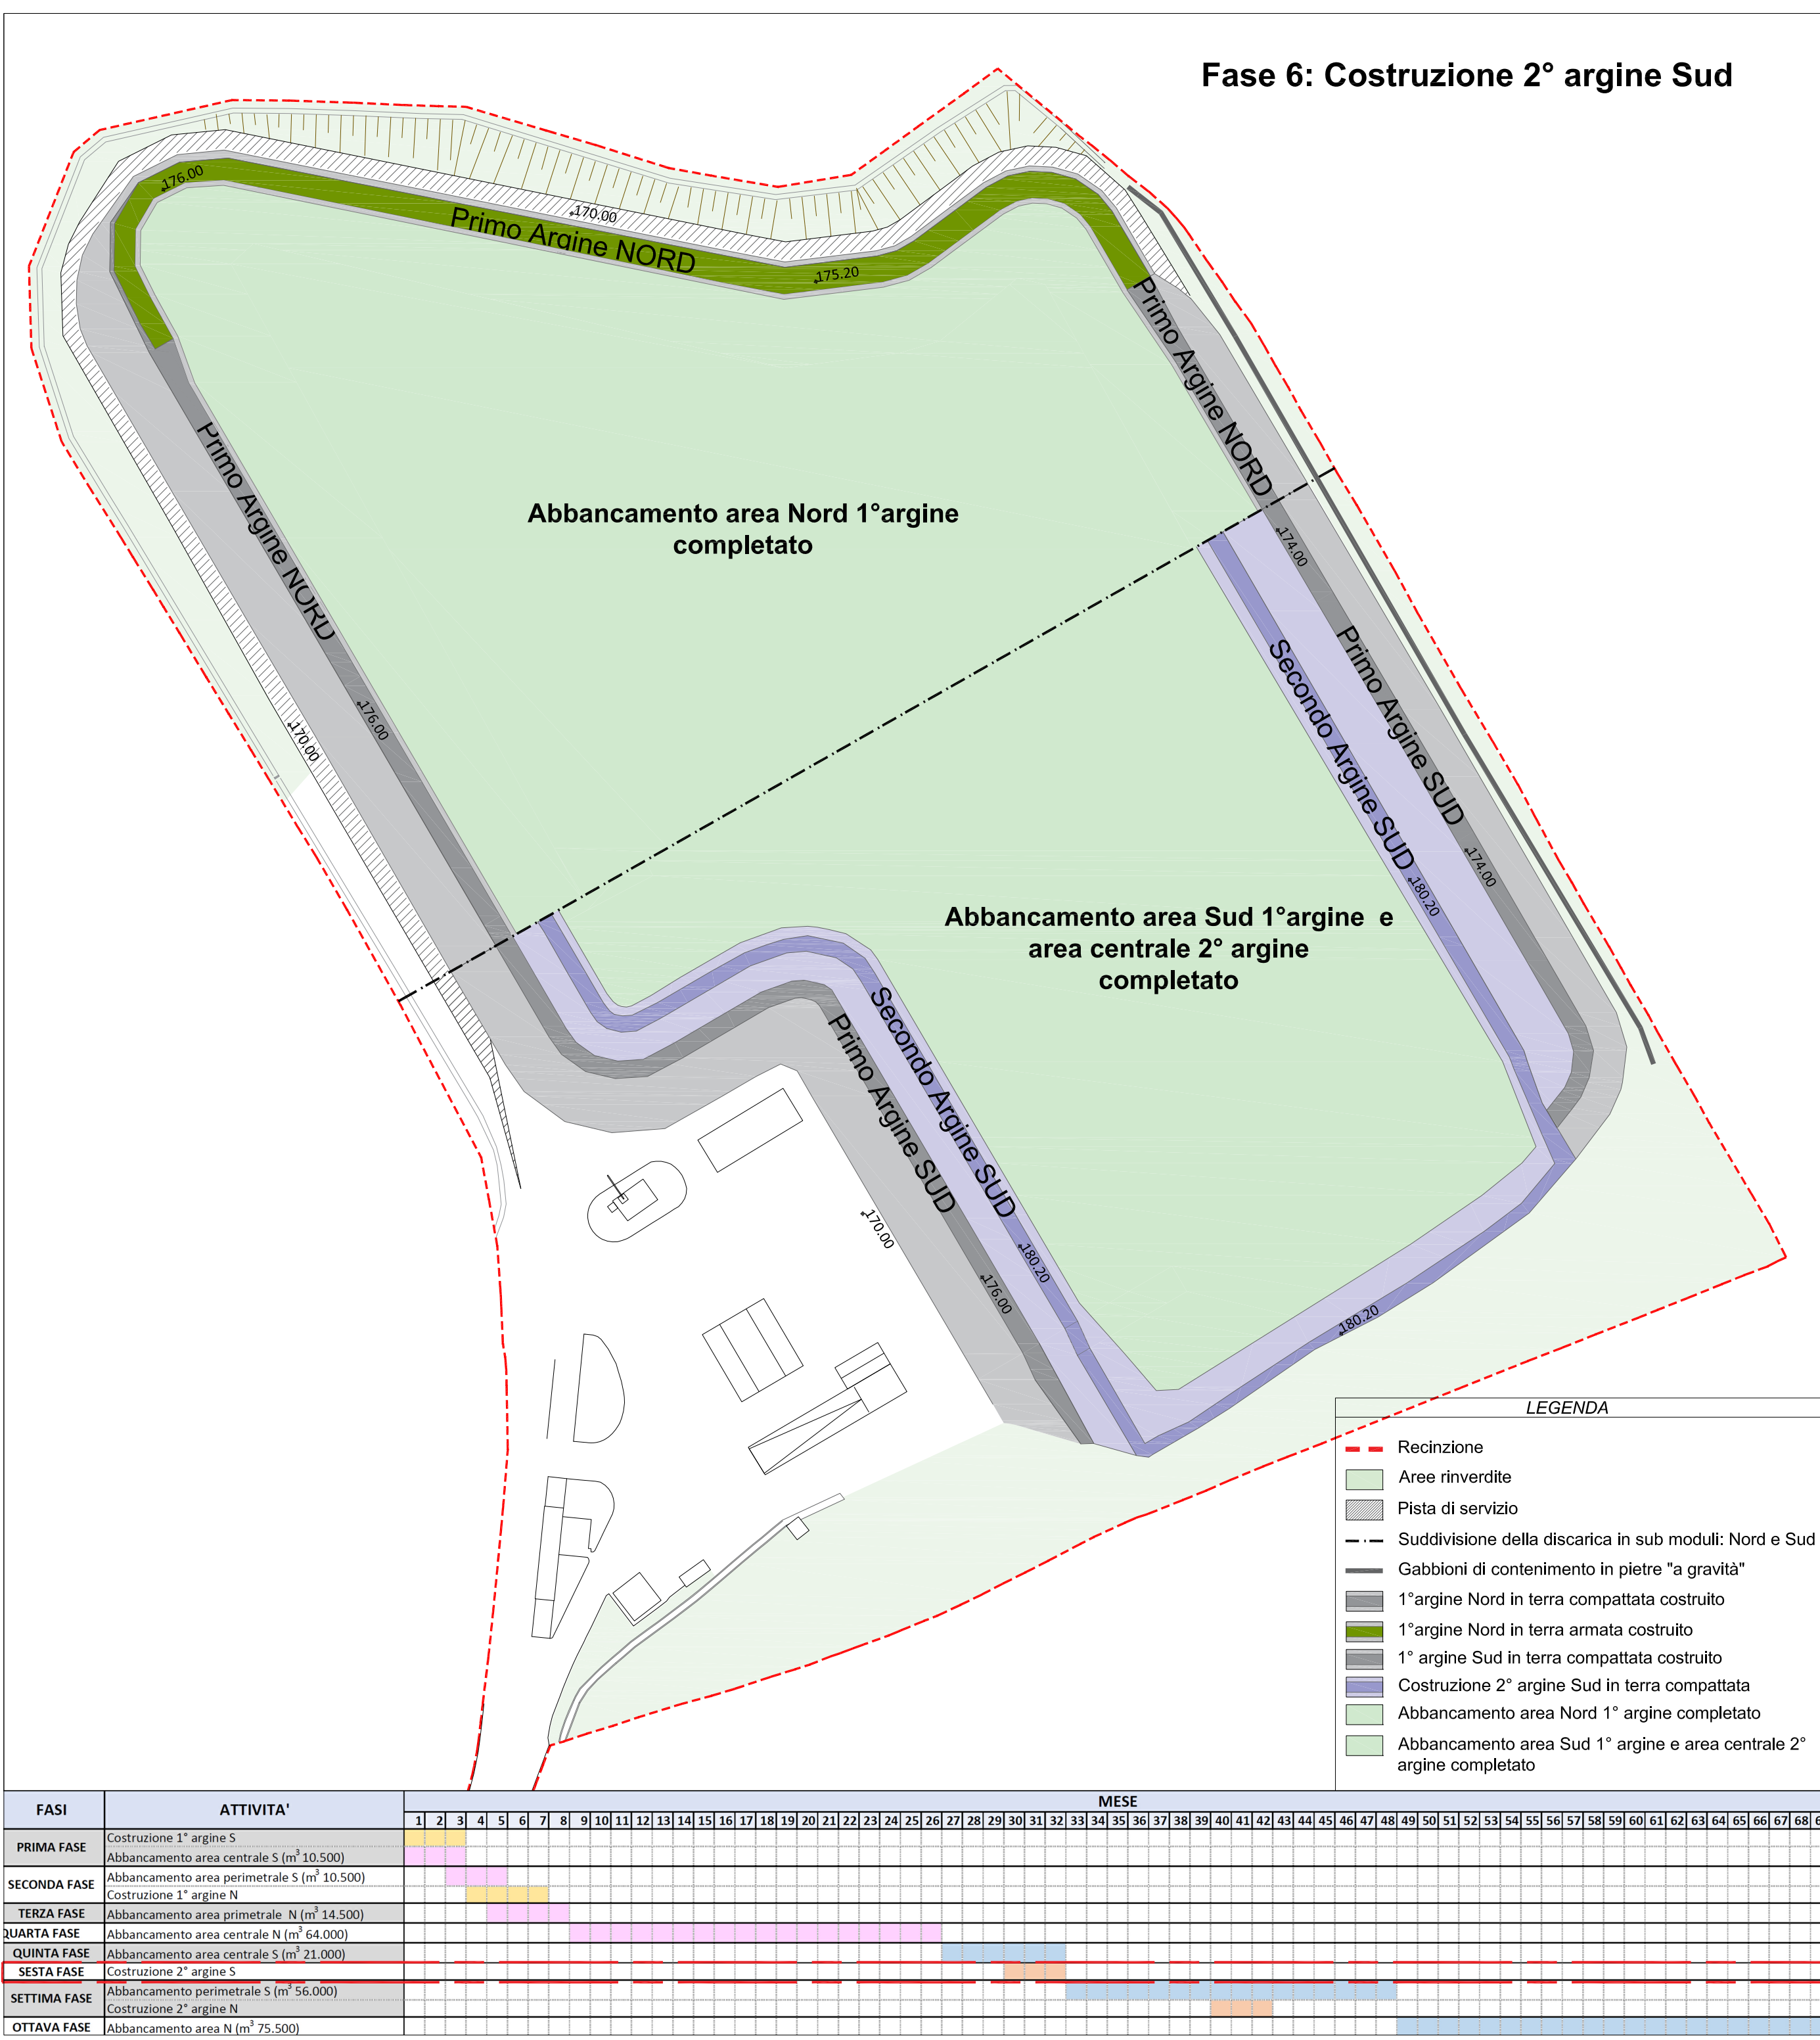 Fase 6: Costruzione 2° argine Sud
176.00
170.00
Primo Argine NORD
175.20
Primo Argine NORD
Primo Argine NORD
Abbancamento area Nord 1°argine
completato
174.00
176.00
170.00
Primo Argine SUD
Secondo Argine SUD
174.00
180.20
Abbancamento area Sud 1°argine e
area centrale 2° argine
completato
Secondo Argine SUD
Primo Argine SUD
170.00
180.20
176.00
180.20
LEGENDA
Recinzione
Aree rinverdite
Pista di servizio
Suddivisione della discarica in sub moduli: Nord e Sud
Gabbioni di contenimento in pietre "a gravità"
1°argine Nord in terra compattata costruito
1°argine Nord in terra armata costruito
1° argine Sud in terra compattata costruito
Costruzione 2° argine Sud in terra compattata
Abbancamento area Nord 1° argine completato
Abbancamento area Sud 1° argine e area centrale 2°
argine completato
FASI ATTIVITA' MESE
1 2 3 4 5 6 7 8 9 10 11 12 13 14 15 16 17 18 19 20 21 22 23 24 25 26 27 28 29 30 31 32 33 34 35 36 37 38 39 40 41 42 43 44 45 46 47 48 49 50 51 52 53 54 55 56 57 58 59 60 61 62 63 64 65 66 67 68
PRIMA FASE
Costruzione 1° argine S
Abbancamento area centrale S (m³ 10.500)
SECONDA FASE
Abbancamento area perimetrale S (m³ 10.500)
Costruzione 1° argine N
TERZA FASE Abbancamento area primetrale N (m³ 14.500)
QUARTA FASE Abbancamento area centrale N (m³ 64.000)
QUINTA FASE Abbancamento area centrale S (m³ 21.000)
SESTA FASE Costruzione 2° argine S
SETTIMA FASE
Abbancamento perimetrale S (m³ 56.000)
Costruzione 2° argine N
OTTAVA FASE Abbancamento area N (m³ 75.500)